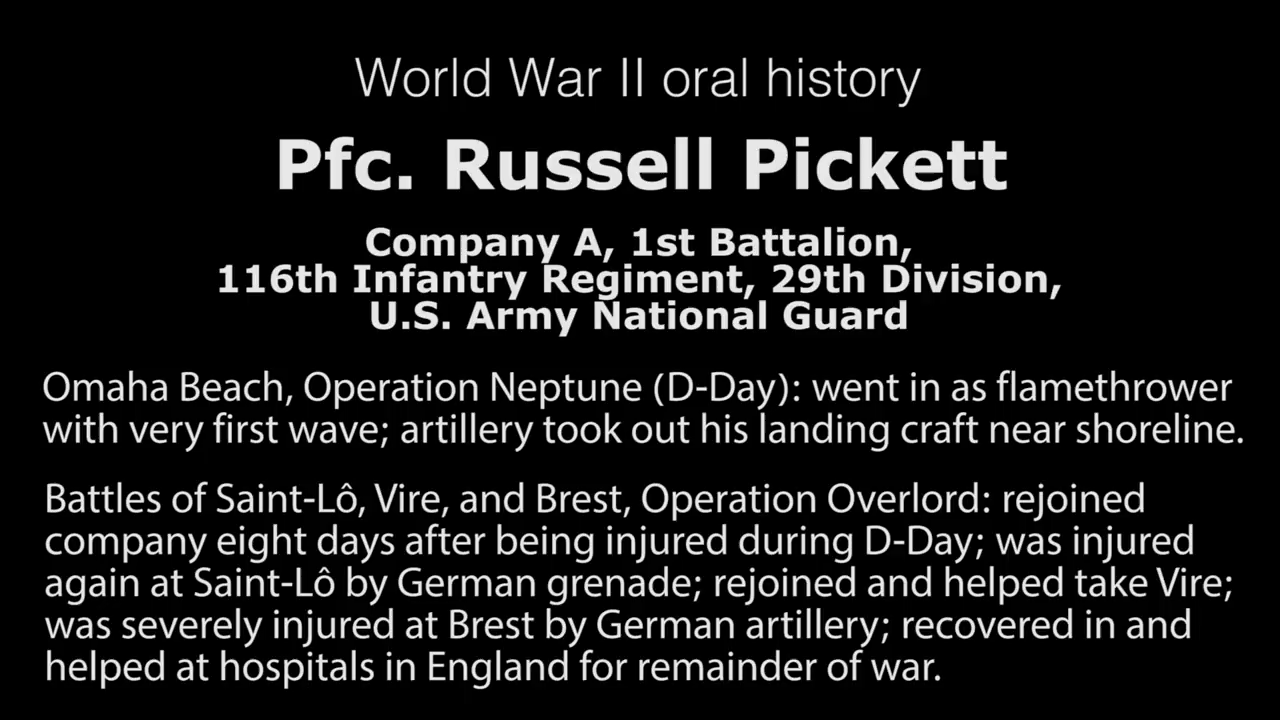 World War II oral history
Pfc. Russell Pickett
Company A, 1st Battalion,
116th Infantry Regiment, 29th Division,
U.S. Army National Guard
Omaha Beach, Operation Neptune (D-Day): went in as flamethrower
with very first wave; artillery took out his landing craft near shoreline.
Battles of Saint-Lô, Vire, and Brest, Operation Overlord: rejoined
company eight days after being injured during D-Day; was injured
again at Saint-Lô by German grenade; rejoined and helped take Vire;
was severely injured at Brest by German artillery; recovered in and
helped at hospitals in England for remainder of war.